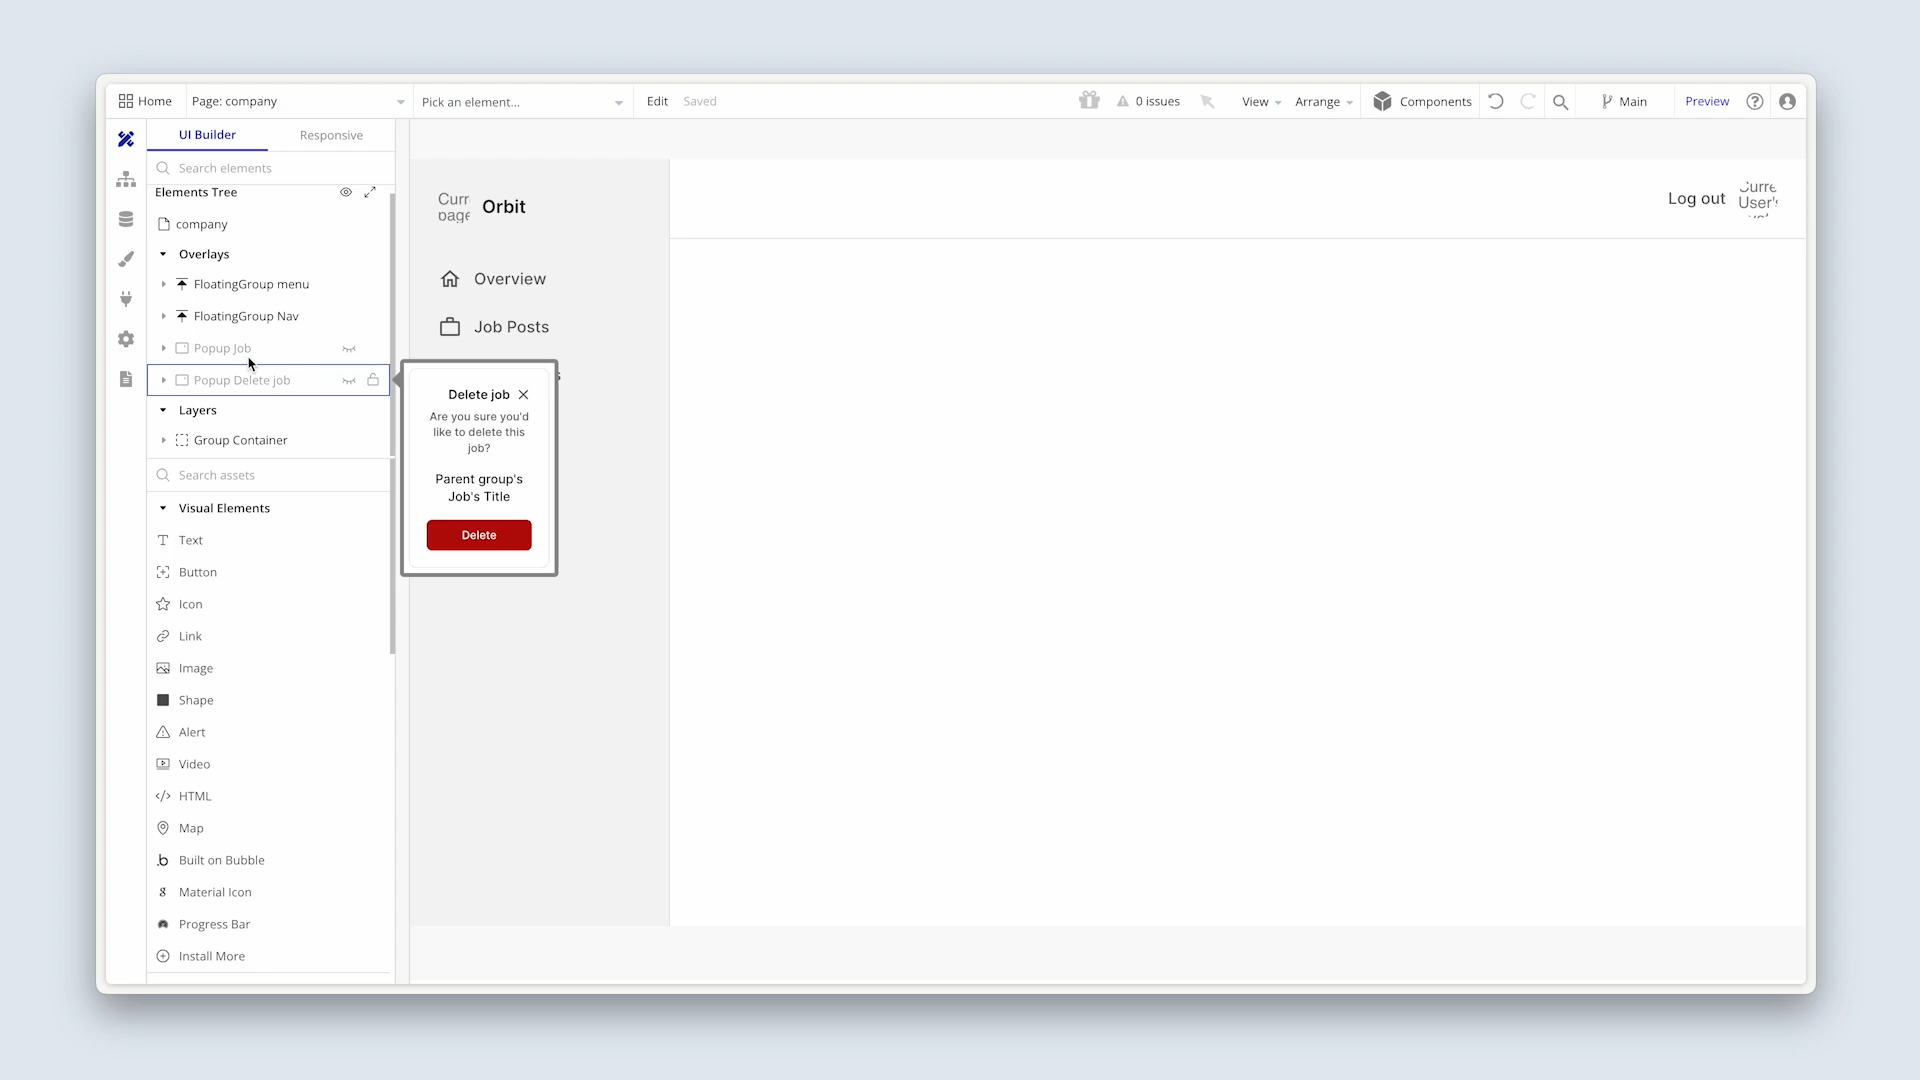 Home
Page: company
Pick an element...
Edit
Saved
0 issues
View
Arrange
Components
Main
Preview
UI Builder
Responsive
Search elements
Elements Tree
company
Overlays
FloatingGroup menu
FloatingGroup Nav
Popup Job
Popup Delete job
Layers
Group Container
Search assets
Visual Elements
Text
Button
Icon
Link
Image
Shape
Alert
Video
HTML
Map
Built on Bubble
Material Icon
Progress Bar
Install More
Curr
page
Orbit
Overview
Job Posts
Delete job
Are you sure you'd
like to delete this
job?
Parent group's
Job's Title
Delete
Log out
Curre
User's